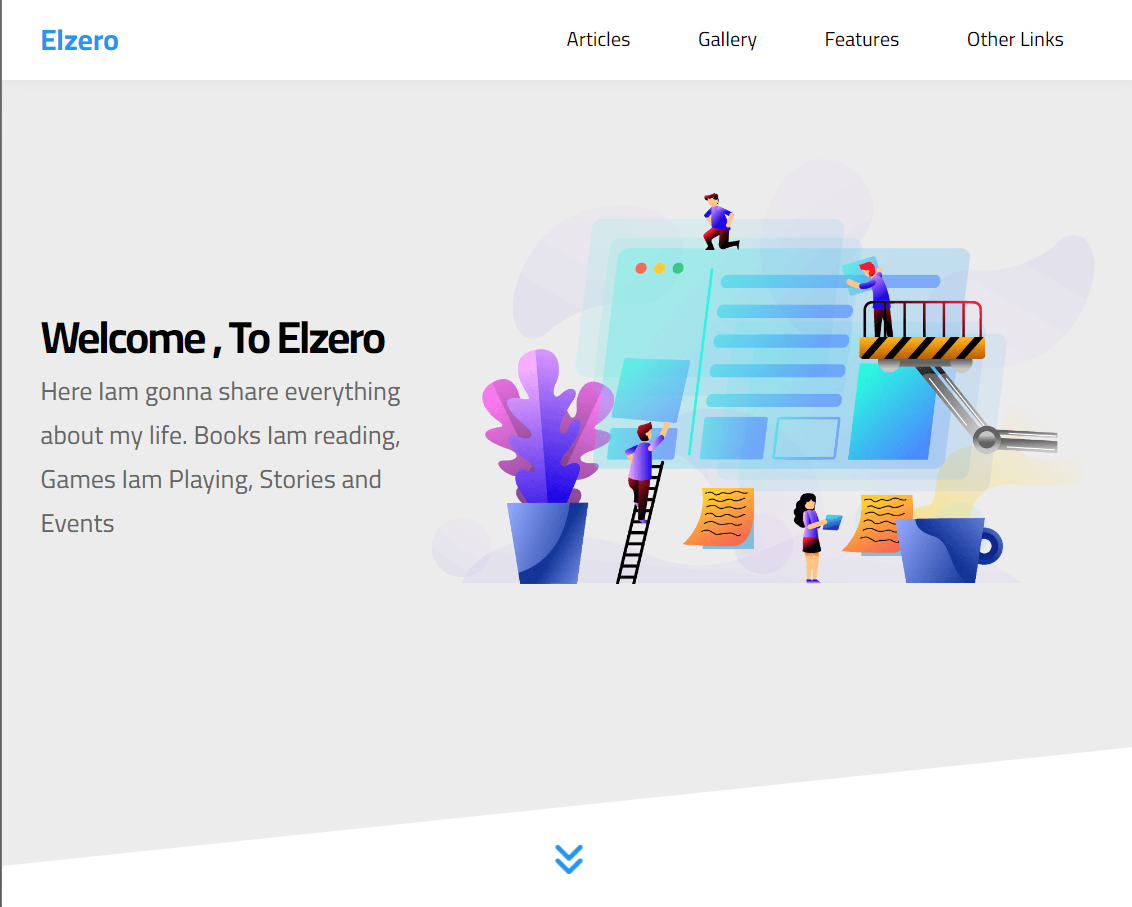 Elzero
Articles
Gallery
Features
Other Links
Welcome , To Elzero
Here Iam gonna share everything
about my life. Books Iam reading,
Games Iam Playing, Stories and
Events